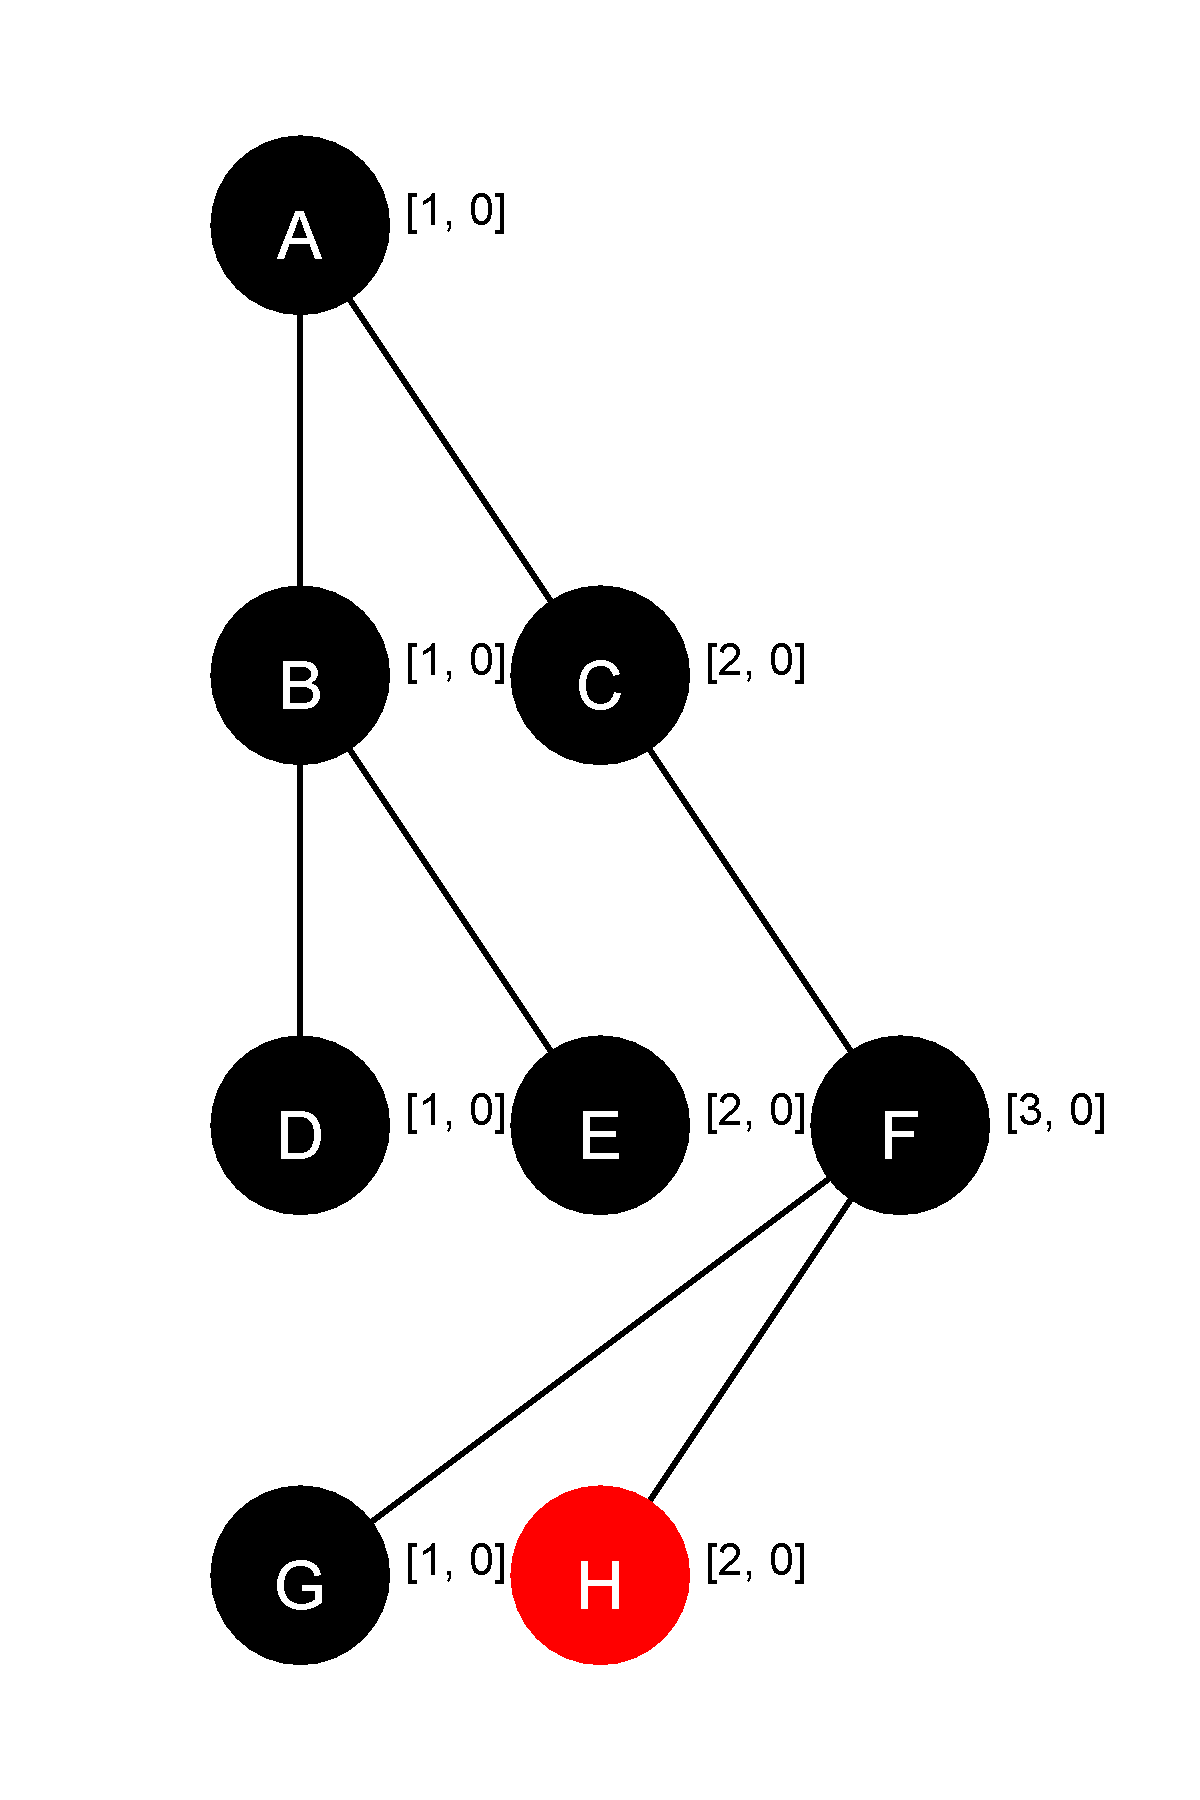 A [1, 0]
B [1, 0] C [2, 0]
D [1, 0] E [2, 0] F [3, 0]
G [1, 0] H [2, 0]